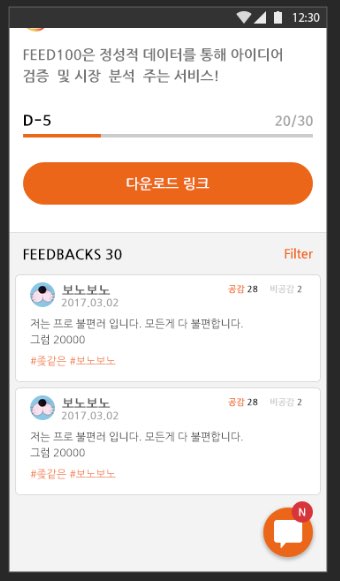 12:30
FEED100은 정성적 데이터를 통해 아이디어
검증 및 시장 분석 주는 서비스!
D-5
20/30
다운로드 링크
FEEDBACKS 30
Filter
보노보노
공감 28 비공감 2
2017.03.02
저는 프로 불편러 입니다. 모든게 다 불편합니다.
그럼 20000
#좆같은 #보노보노
보노보노
공감 28 비공감 2
2017.03.02
저는 프로 불편러 입니다. 모든게 다 불편합니다.
그럼 20000
#좆같은 #보노보노
N